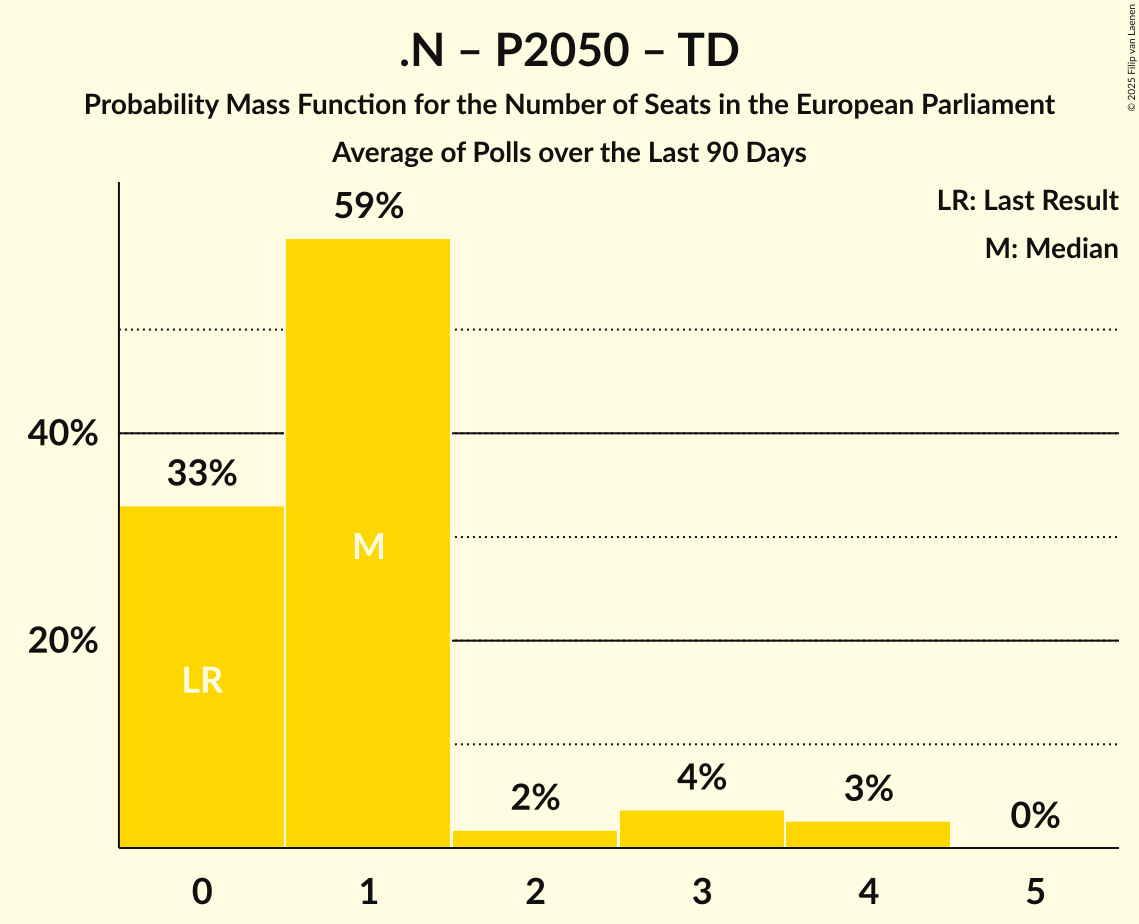 .N – P2050 – TD
Probability Mass Function for the Number of Seats in the European Parliament
Average of Polls over the Last 90 Days
© 2025 Filip van Laenen
LR: Last Result
M: Median
59%
40%
33%
M
20%
LR
2%
4%
3%
0%
0 1 2 3 4 5